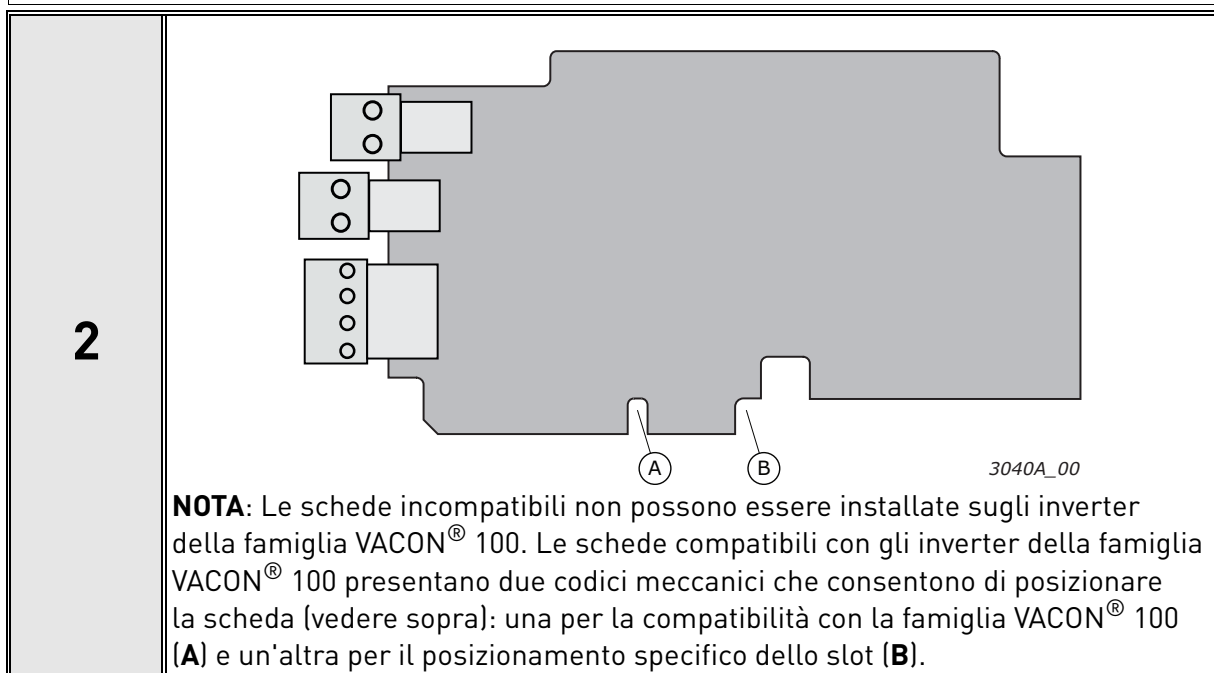 2
A
B
3040A_00
NOTA: Le schede incompatibili non possono essere installate sugli inverter
della famiglia VACON® 100. Le schede compatibili con gli inverter della famiglia
VACON® 100 presentano due codici meccanici che consentono di posizionare
la scheda (vedere sopra): una per la compatibilità con la famiglia VACON® 100
(A) e un'altra per il posizionamento specifico dello slot (B).